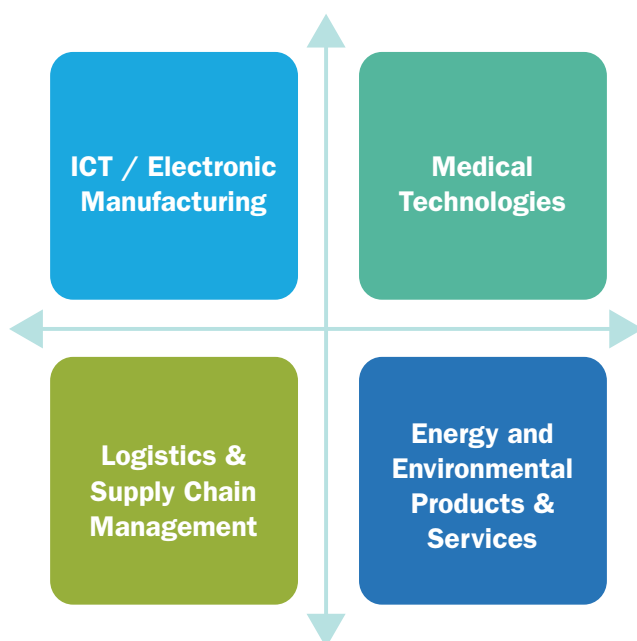 ICT / Electronic
Manufacturing
Medical
Technologies
Logistics &
Supply Chain
Management
Energy and
Environmental
Products &
Services